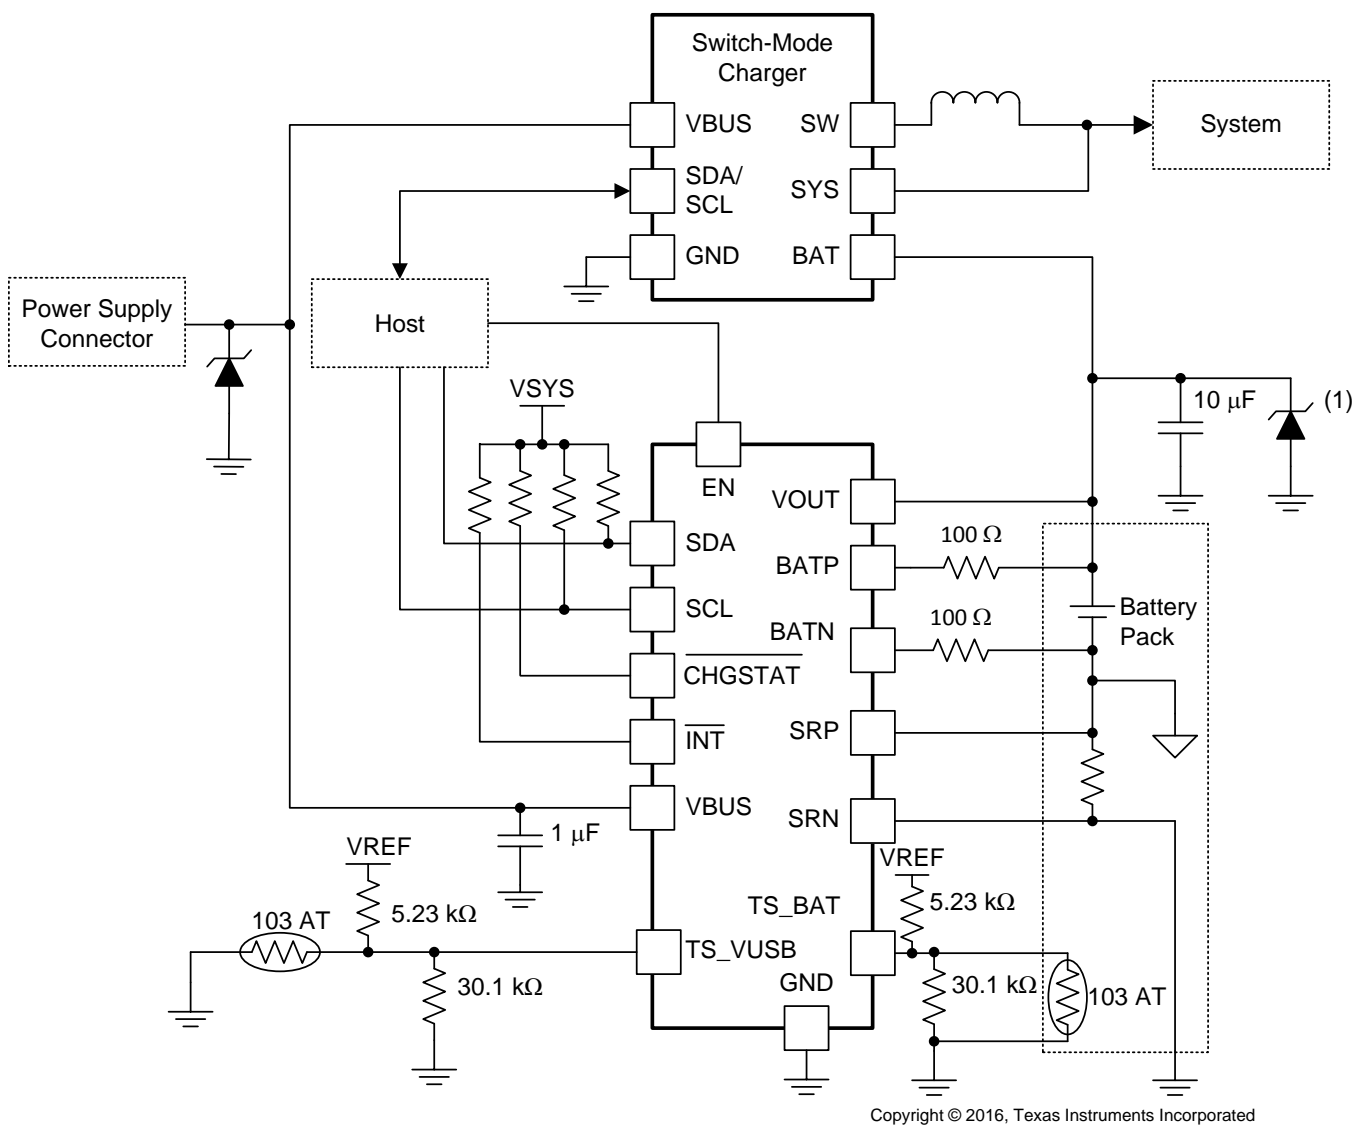 Switch-Mode
Charger
VBUS
SW
SDA/
SCL
SYS
GND
BAT
System
Power Supply
Connector
Host
VSYS
10 μF
(1)
EN
VOUT
SDA
100 Ω
BATP
SCL
100 Ω
BATN
Battery
Pack
CHGSTAT
INT
SRP
VBUS
1 μF
SRN
VREF
5.23 kΩ
103 AT
TS_VUSB
30.1 kΩ
VREF
5.23 kΩ
TS_BAT
GND
30.1 kΩ
103 AT
Copyright © 2016, Texas Instruments Incorporated